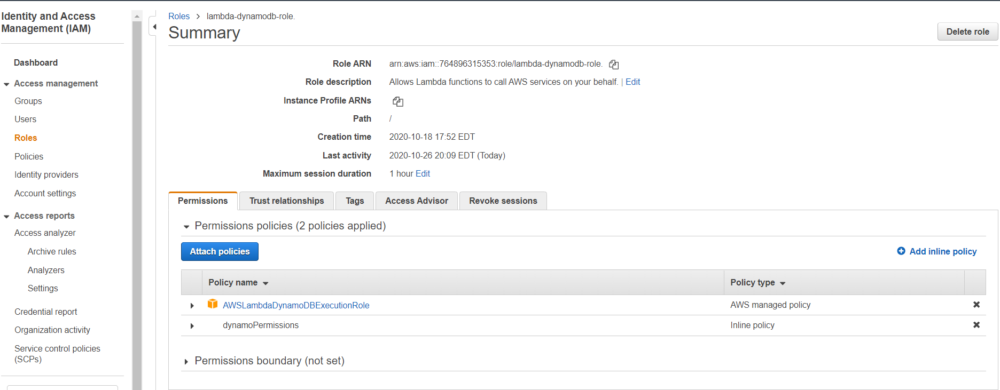 Identity and Access
Management (IAM)
Dashboard
Access management
Groups
Users
Roles
Policies
Identity providers
Account settings
Access reports
Access analyzer
Archive rules
Analyzers
Settings
Credential report
Organization activity
Service control policies
(SCPs)
Roles > lambda-dynamodb-role.
Summary
Delete role
Role ARN arn:aws:iam::764896315353:role/lambda-dynamodb-role.
Role description Allows Lambda functions to call AWS services on your behalf. | Edit
Instance Profile ARNs
Path /
Creation time 2020-10-18 17:52 EDT
Last activity 2020-10-26 20:09 EDT (Today)
Maximum session duration 1 hour Edit
Permissions Trust relationships Tags Access Advisor Revoke sessions
Permissions policies (2 policies applied)
Attach policies Add inline policy
Policy name Policy type
AWSLambdaDynamoDBExecutionRole AWS managed policy
dynamoPermissions Inline policy
Permissions boundary (not set)